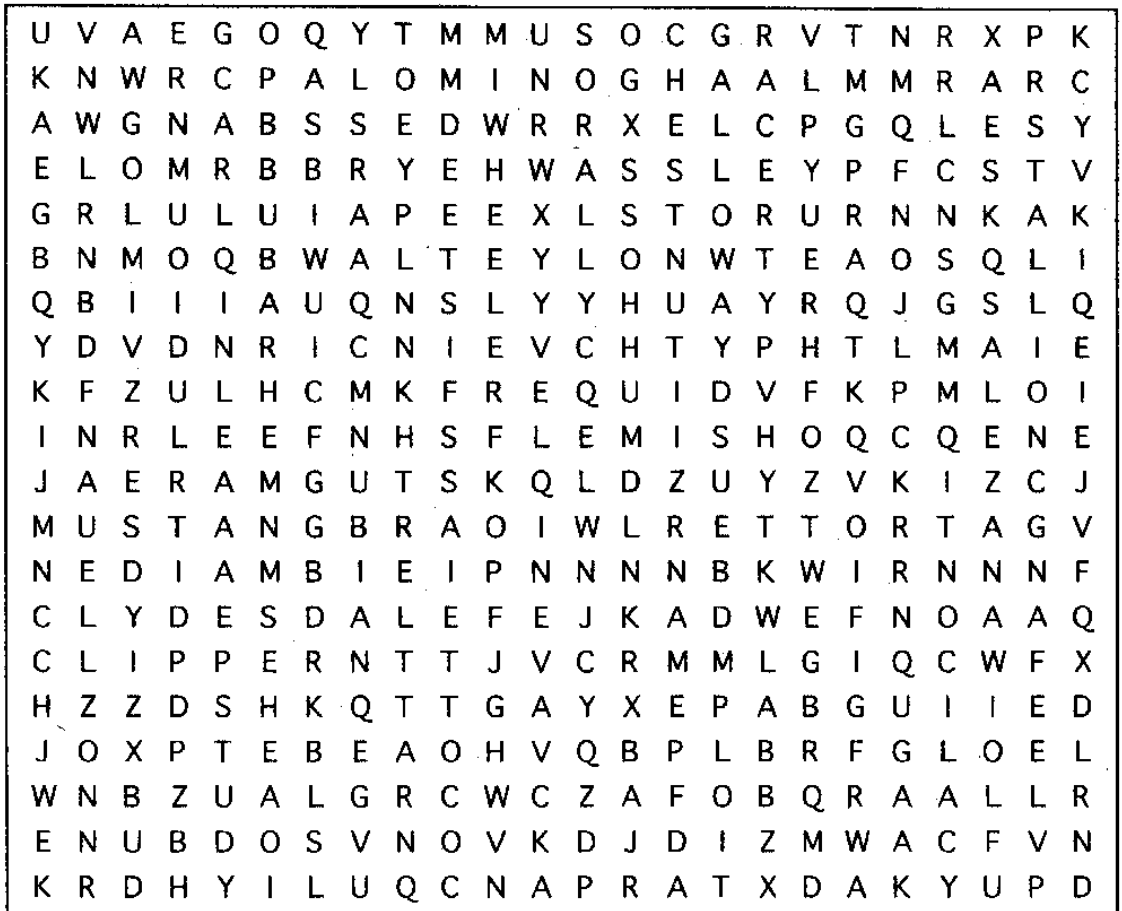 U V A E G O Q Y T M M U S O C G R V T N R X P K
K N W R C P A L O M I N O G H A A L M M R A R C
A W G N A B S S E D W R R X E L C P G Q L E S Y
E L O M R B B R Y E H W A S S L E Y P F C S T V
G R L U L U I A P E E X L S T O R U R N N K A K
B N M O Q B W A L T E Y L O N W T E A O S Q L I
Q B I I I A U Q N S L Y Y H U A Y R Q J G S L Q
Y D V D N R I C N I E V C H T Y P H T L M A I E
K F Z U L H C M K F R E Q U I D V F K P M L O I
I N R L E E F N H S F L E M I S H O Q C Q E N E
J A E R A M G U T S K Q L D Z U Y Z V K I Z C J
M U S T A N G B R A O I W L R E T T O R T A G V
N E D I A M B I E I P N N N N B K W I R N N N F
C L Y D E S D A L E F E J K A D W E F N O A A Q
C L I P P E R N T T J V C R M M L G I Q C W F X
H Z Z D S H K Q T T G A Y X E P A B G U I I E D
J O X P T E B E A O H V Q B P L B R F G L O E L
W N B Z U A L G R C W C Z A F O B Q R A A L L R
E N U B D O S V N O V K D J D I Z M W A C F V N
K R D H Y I L U Q C N A P R A T X D A K Y U P D